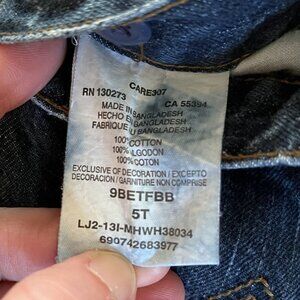 CARE307
RN 130273 CA 55394
MADE IN BANGLADESH
HECHO EN BANGLADESH
FABRIQUE AU BANGLADESH
100% COTTON
100% ALGODON
100% COTON
EXCLUSIVE OF DECORATION / EXCEPTO
DECORACION / GARNITURE NON COMPRISE
9BETFBB
5T
LJ2-13I-MHWH38034
690742683977